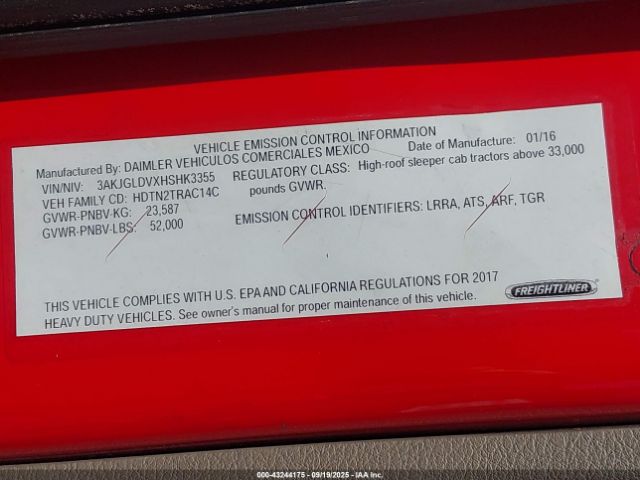 VEHICLE EMISSION CONTROL INFORMATION
Manufactured By: DAIMLER VEHICULOS COMERCIALES MEXICO Date of Manufacture: 01/16
VIN/NIV: 3AKJGLDVXHSHK3355 REGULATORY CLASS: High-roof sleeper cab tractors above 33,000
VEH FAMILY CD: HDTN2TRAC14C pounds GVWR.
GVWR-PNBV-KG: 23,587
GVWR-PNBV-LBS: 52,000 EMISSION CONTROL IDENTIFIERS: LRRA, ATS, ARF, TGR
THIS VEHICLE COMPLIES WITH U.S. EPA AND CALIFORNIA REGULATIONS FOR 2017
HEAVY DUTY VEHICLES. See owner's manual for proper maintenance of this vehicle.
FREIGHTLINER
000-43244175 - 09/19/2025 - IAA Inc.